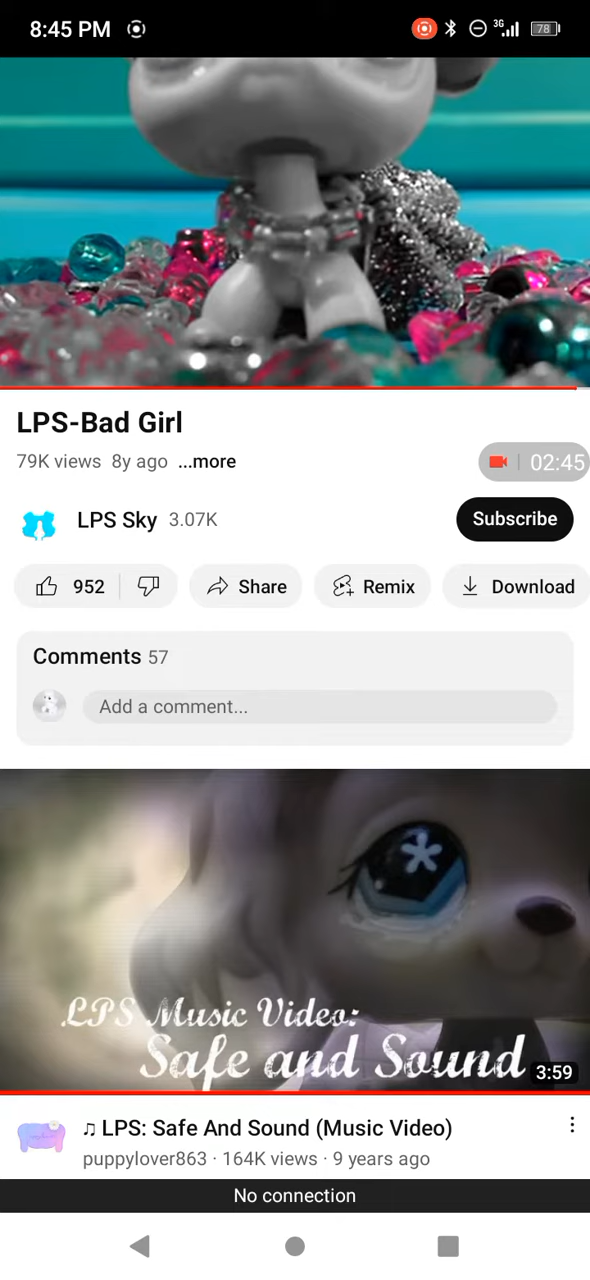 8:45 PM
3G
78
LPS-Bad Girl
79K views 8y ago ...more
02:45
LPS Sky 3.07K
Subscribe
952
Share
Remix
Download
Comments 57
Add a comment...
LPS Music Video:
Safe and Sound
3:59
♫ LPS: Safe And Sound (Music Video)
puppylover863 · 164K views · 9 years ago
No connection